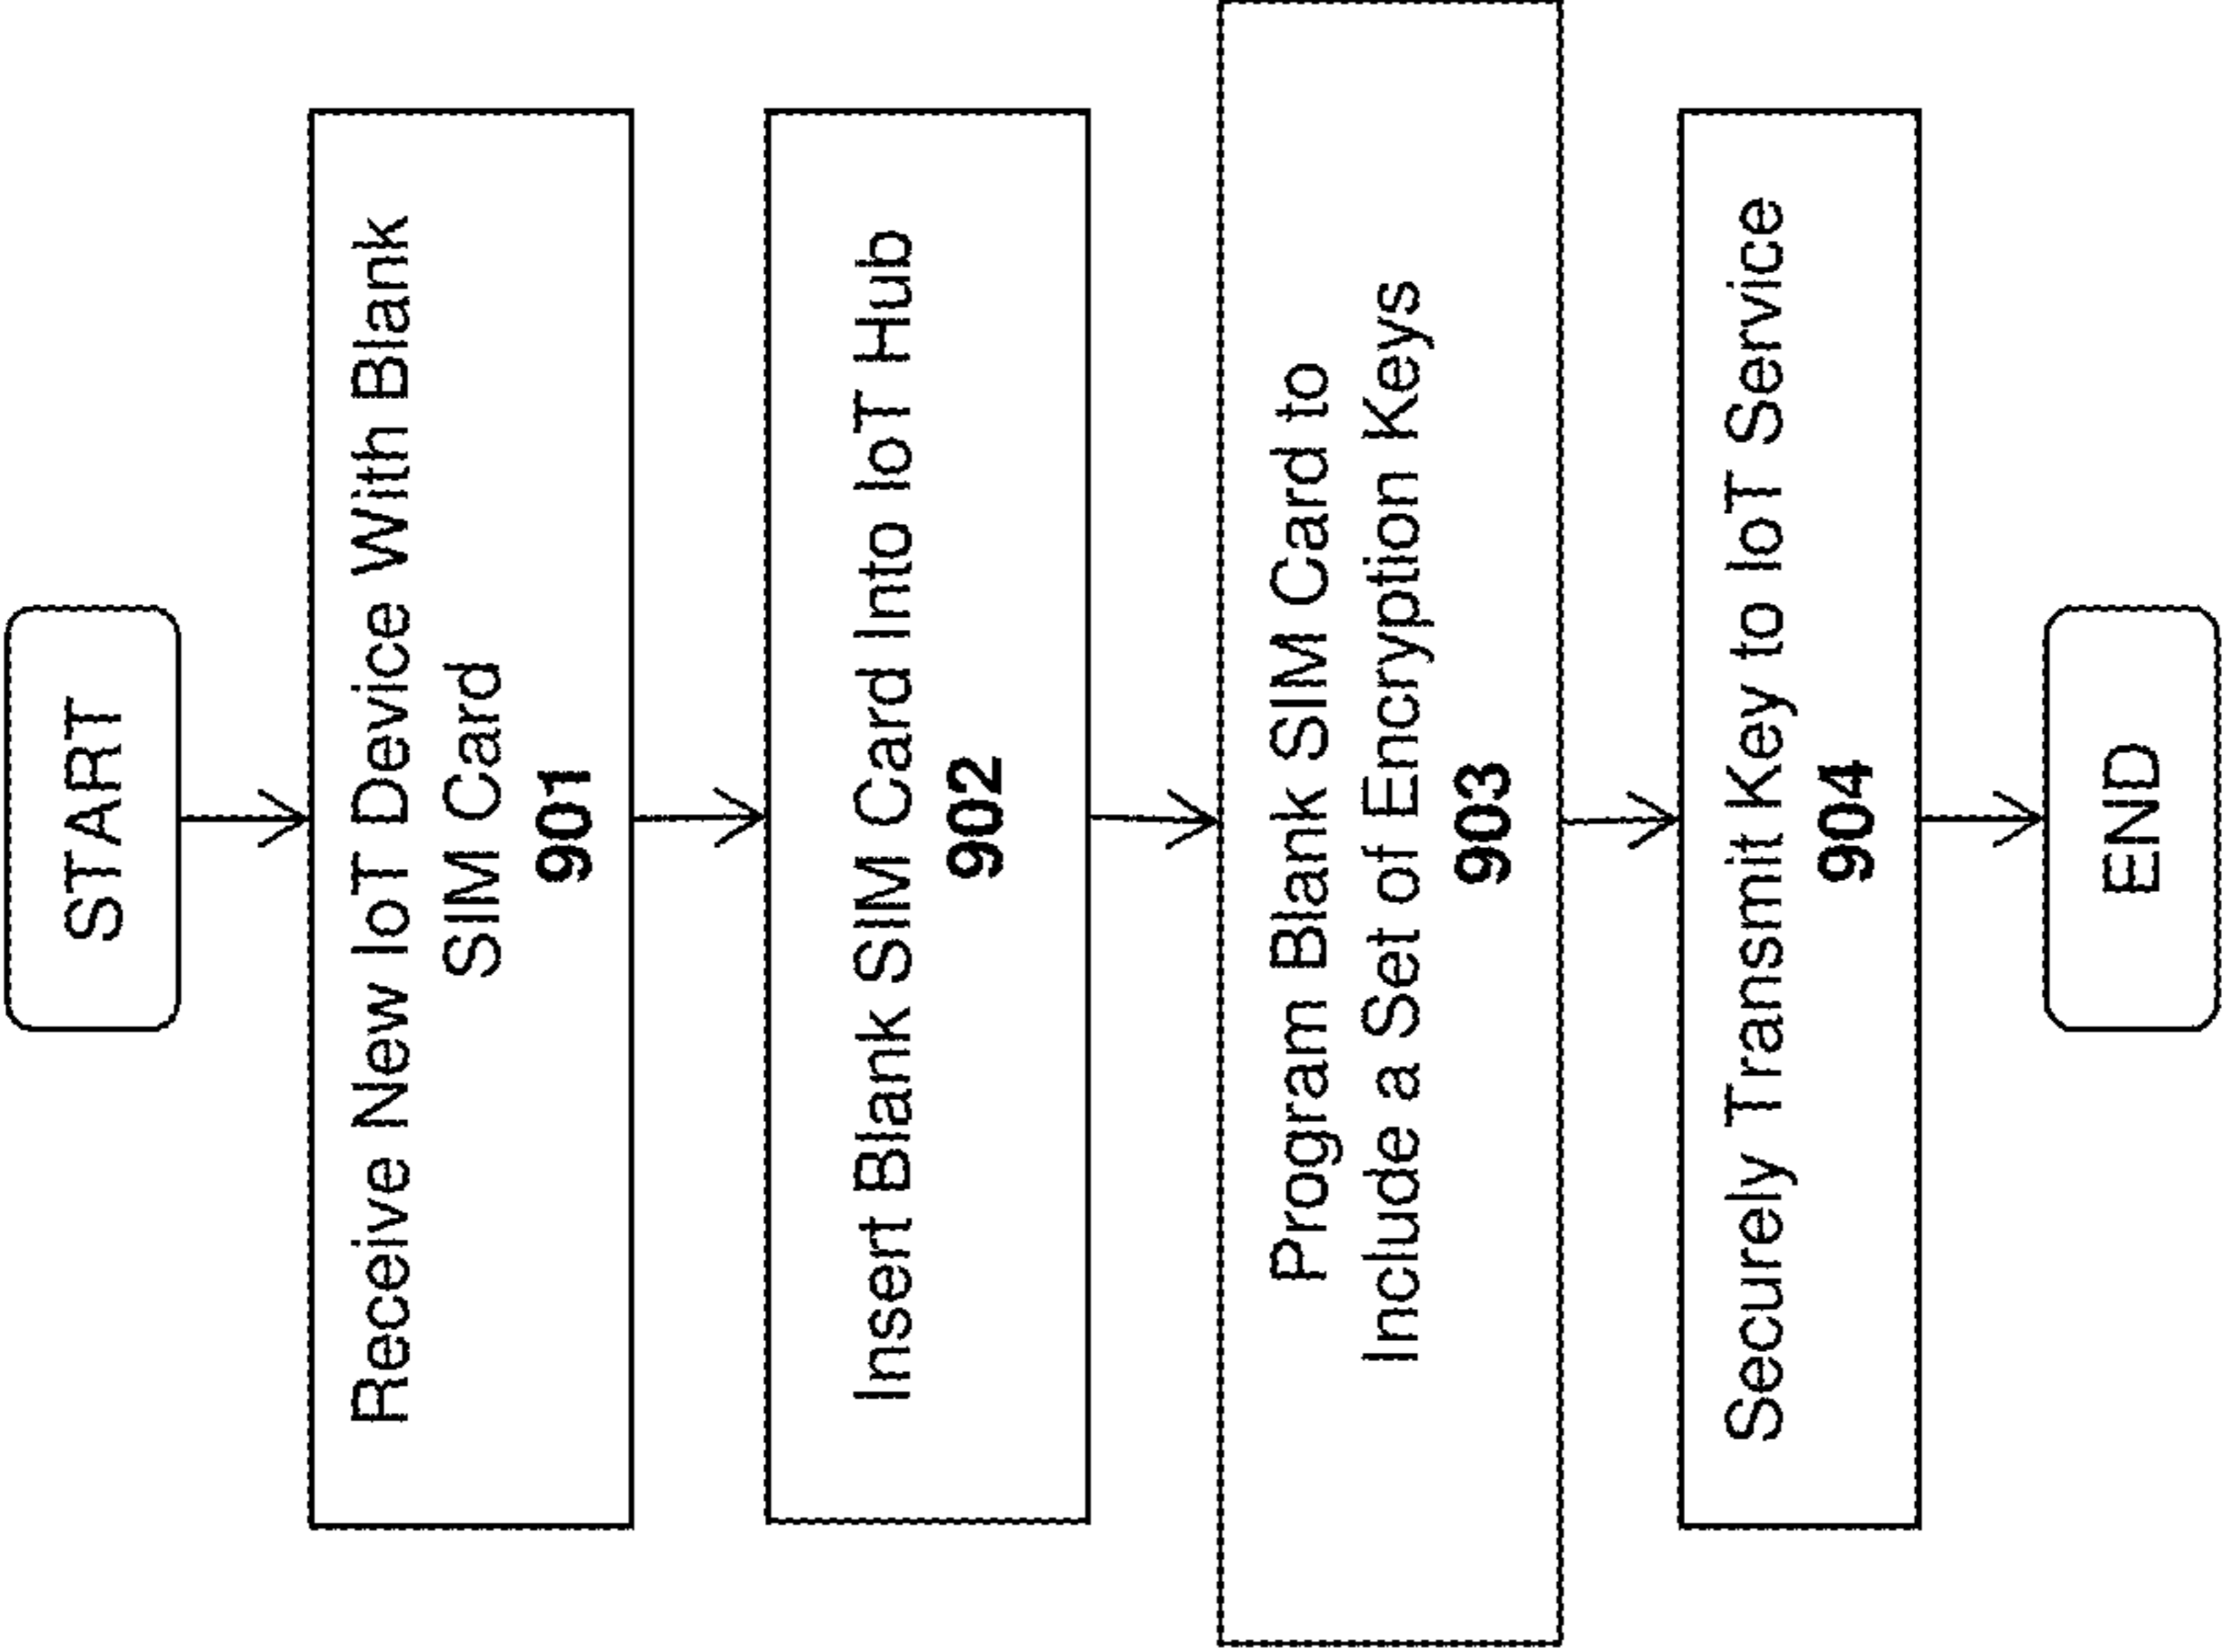 START
Receive New IoT Device With Blank
SIM Card
901
Insert Blank SIM Card Into IoT Hub
902
Program Blank SIM Card to
Include a Set of Encryption Keys
903
Securely Transmit Key to IoT Service
904
END